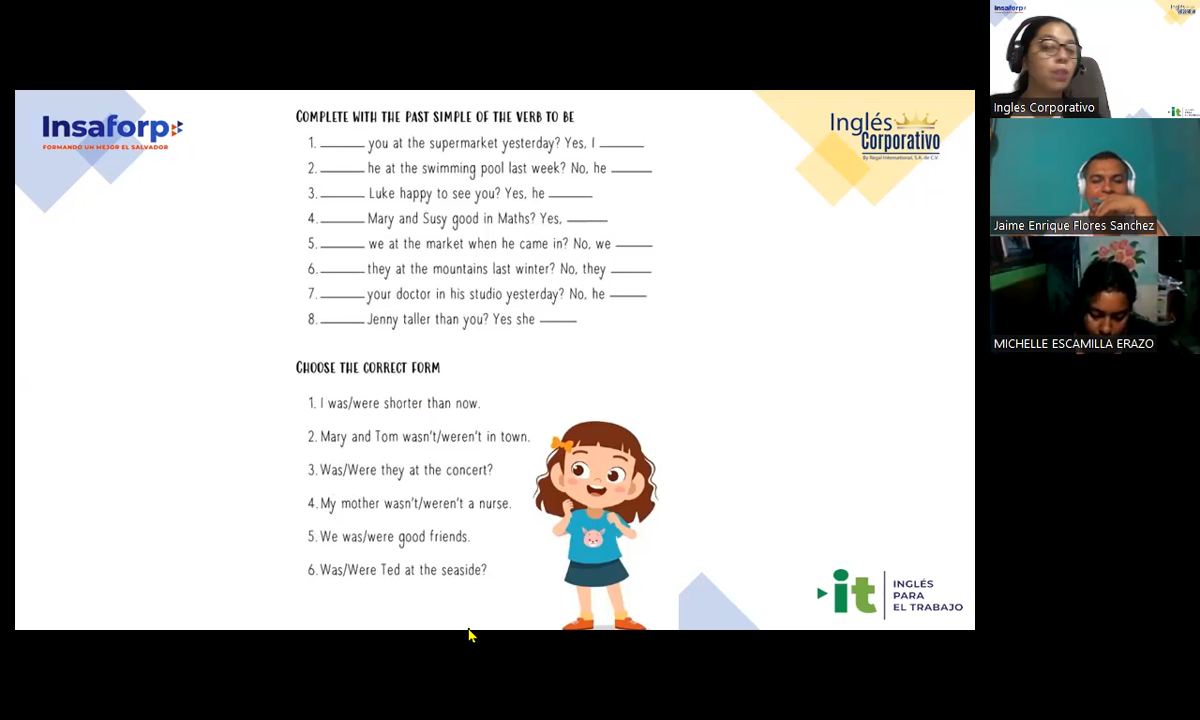 Insaforp
FORMANDO UN MEJOR EL SALVADOR
COMPLETE WITH THE PAST SIMPLE OF THE VERB TO BE
1. ______ you at the supermarket yesterday? Yes, I ______
2. ______ he at the swimming pool last week? No, he ______
3. ______ Luke happy to see you? Yes, he ______
4. ______ Mary and Susy good in Maths? Yes, ______
5. ______ we at the market when he came in? No, we ______
6. ______ they at the mountains last winter? No, they ______
7. ______ your doctor in his studio yesterday? No, he ______
8. ______ Jenny taller than you? Yes she ______
CHOOSE THE CORRECT FORM
1. I was/were shorter than now.
2. Mary and Tom wasn't/weren't in town.
3. Was/Were they at the concert?
4. My mother wasn't/weren't a nurse.
5. We was/were good friends.
6. Was/Were Ted at the seaside?
Inglés
Corporativo
By Regal International, S.A. de C.V.
it
INGLÉS
PARA
EL TRABAJO
Insaforp
Ingles Corporativo
Jaime Enrique Flores Sanchez
MICHELLE ESCAMILLA ERAZO